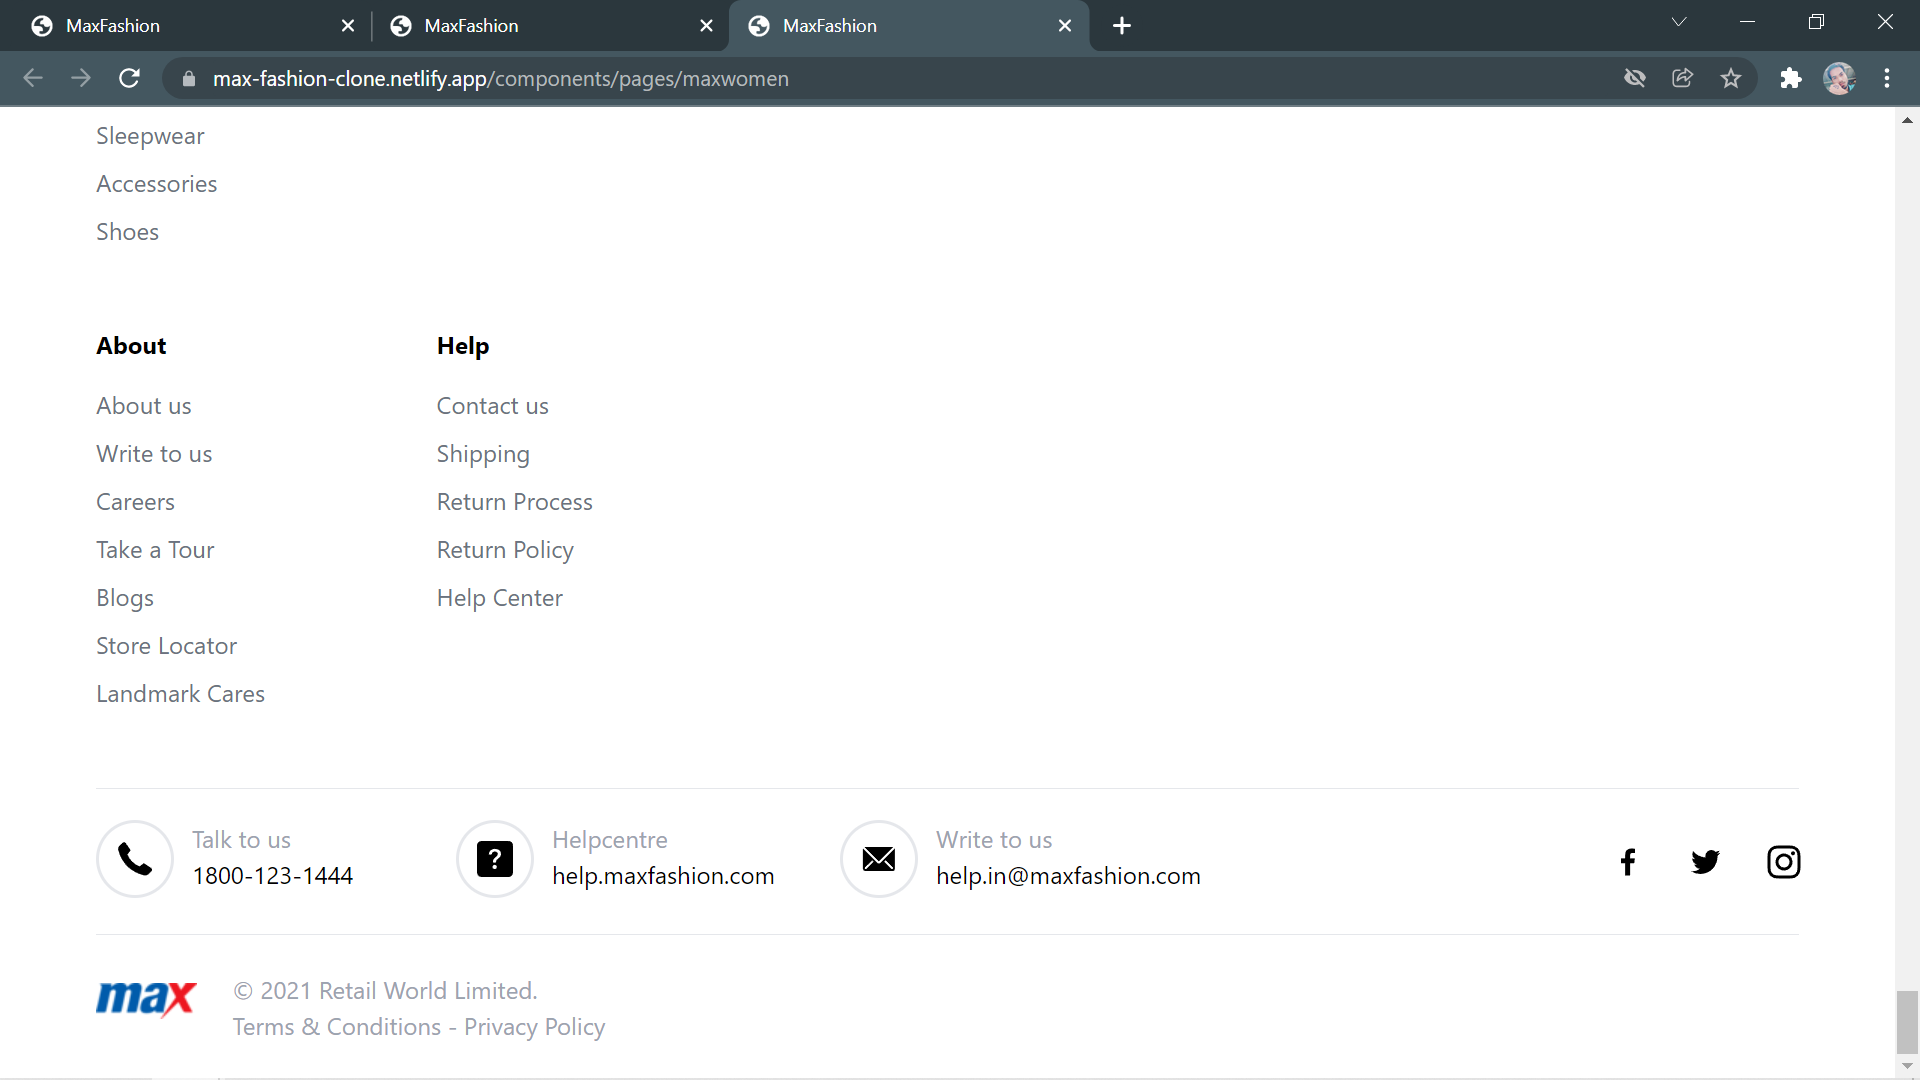 MaxFashion
MaxFashion
MaxFashion
max-fashion-clone.netlify.app/components/pages/maxwomen
Sleepwear
Accessories
Shoes
About
About us
Write to us
Careers
Take a Tour
Blogs
Store Locator
Landmark Cares
Help
Contact us
Shipping
Return Process
Return Policy
Help Center
Talk to us
1800-123-1444
Helpcentre
help.maxfashion.com
Write to us
help.in@maxfashion.com
max
© 2021 Retail World Limited.
Terms & Conditions - Privacy Policy